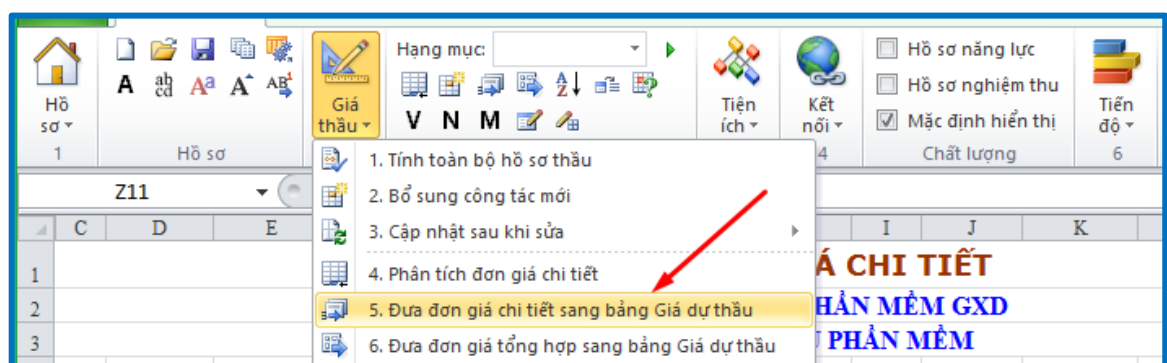 Hạng mục:
A ab cd Aa A AB¹
V N M
Hồ sơ
Giá thầu
Tiện ích
Kết nối
Hồ sơ năng lực
Hồ sơ nghiệm thu
Mặc định hiển thị
Tiến độ
1 Hồ sơ 4 Chất lượng 6
1. Tính toàn bộ hồ sơ thầu
Z11
2. Bổ sung công tác mới
C D E I J K
3. Cập nhật sau khi sửa
1 Á CHI TIẾT
4. Phân tích đơn giá chi tiết
2 HẦN MỀM GXD
5. Đưa đơn giá chi tiết sang bảng Giá dự thầu
3 PHẦN MỀM
6. Đưa đơn giá tổng hợp sang bảng Giá dự thầu